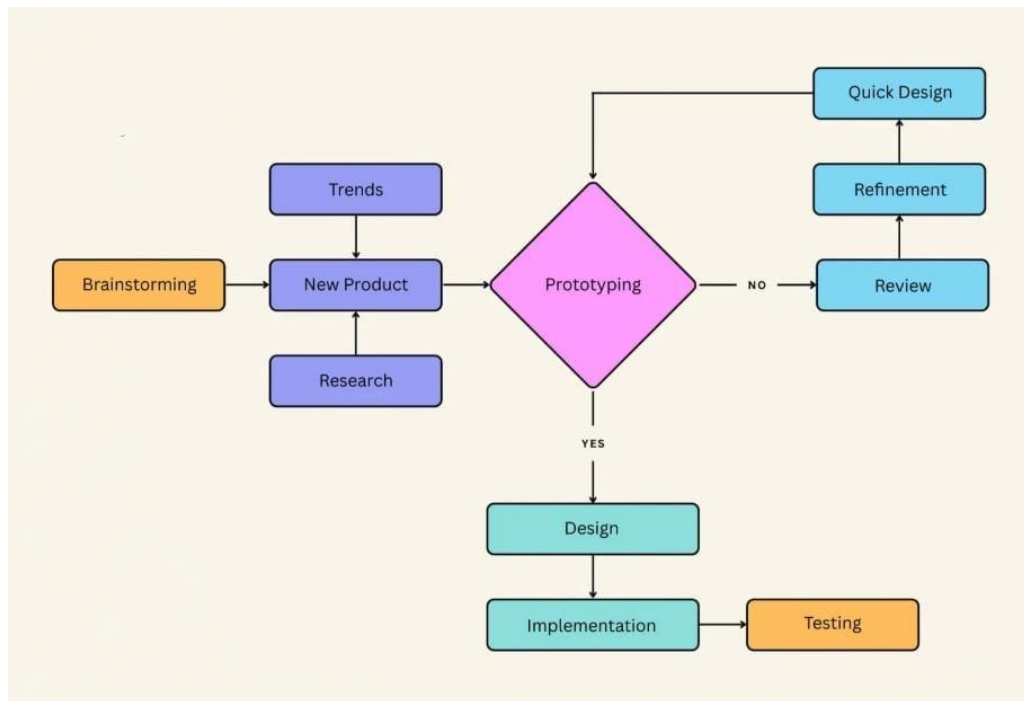 Quick Design
Trends
Refinement
Brainstorming
New Product
Prototyping
NO
Review
Research
YES
Design
Implementation
Testing